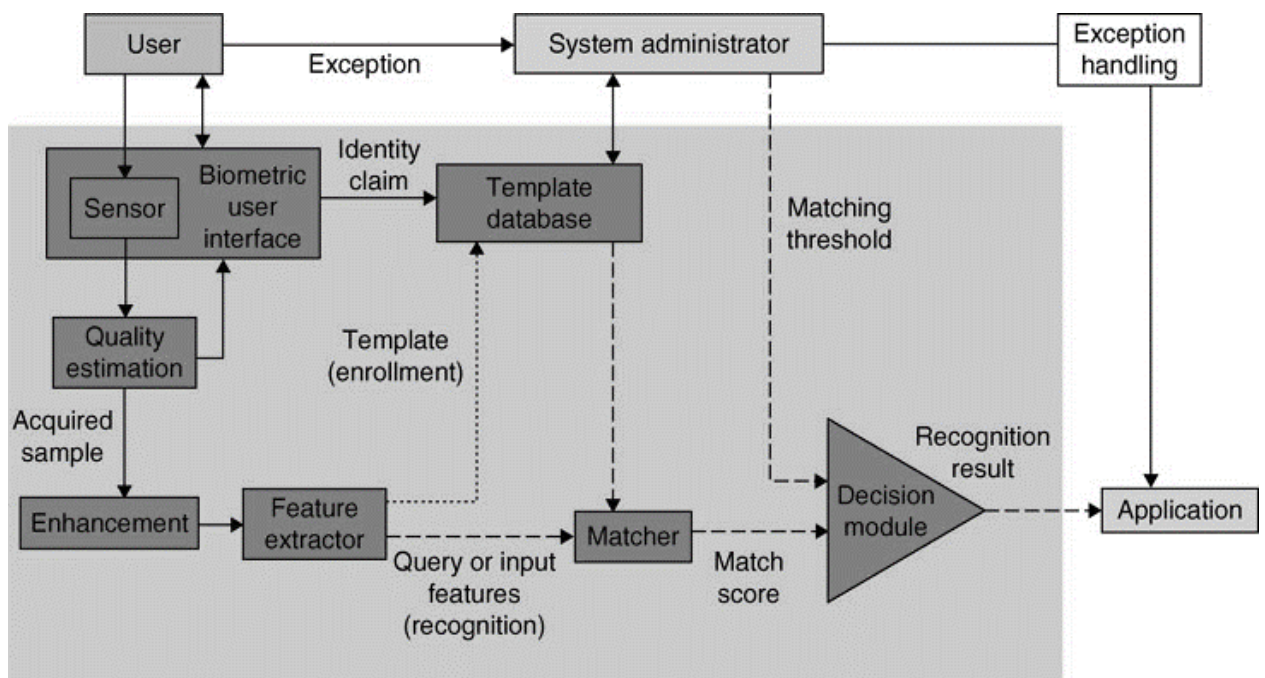 User
System administrator
Exception
handling
Exception
Identity
claim
Biometric
user
interface
Sensor
Template
database
Matching
threshold
Quality
estimation
Template
(enrollment)
Acquired
sample
Recognition
result
Decision
module
Application
Enhancement
Feature
extractor
Matcher
Query or input
features
(recognition)
Match
score